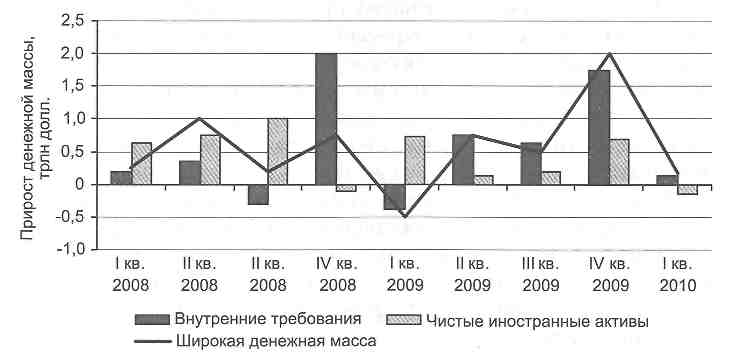 Прирост денежной массы,
трлн долл.
2,5
2,0
1,5
1,0
0,5
0
-0,5
-1,0
I кв. II кв. II кв. IV кв. I кв. II кв. III кв. IV кв. I кв.
2008 2008 2008 2008 2009 2009 2009 2009 2010
Внутренние требования Чистые иностранные активы
Широкая денежная масса